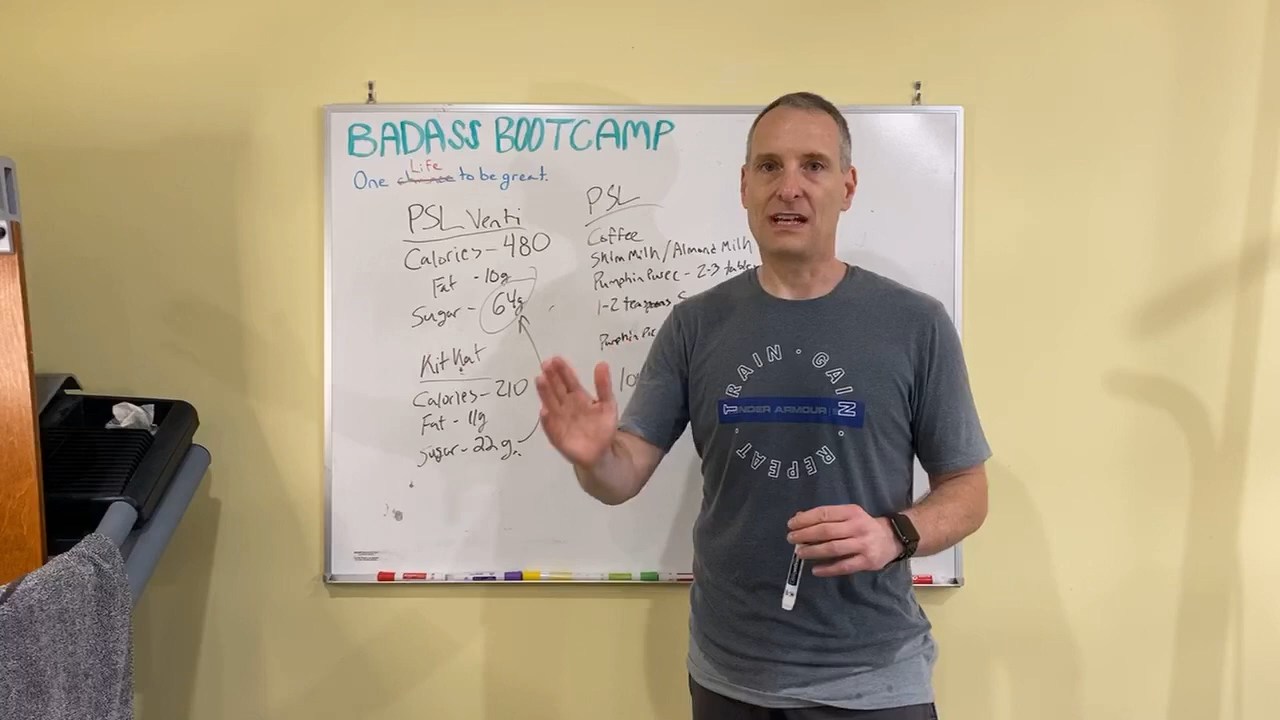 BADASS BOOTCAMP
One chance Life to be great.
PSL Venti
Calories - 480
Fat - 10g
Sugar - 64g
KitKat
Calories - 210
Fat - 11g
Sugar - 22g.
PSL
Coffee
Skim Milk/Almond Milk
Pumpkin Puree - 2-3
1-2
Pumpkin
TRAIN · GAIN · REPEAT ·
UNDER ARMOUR